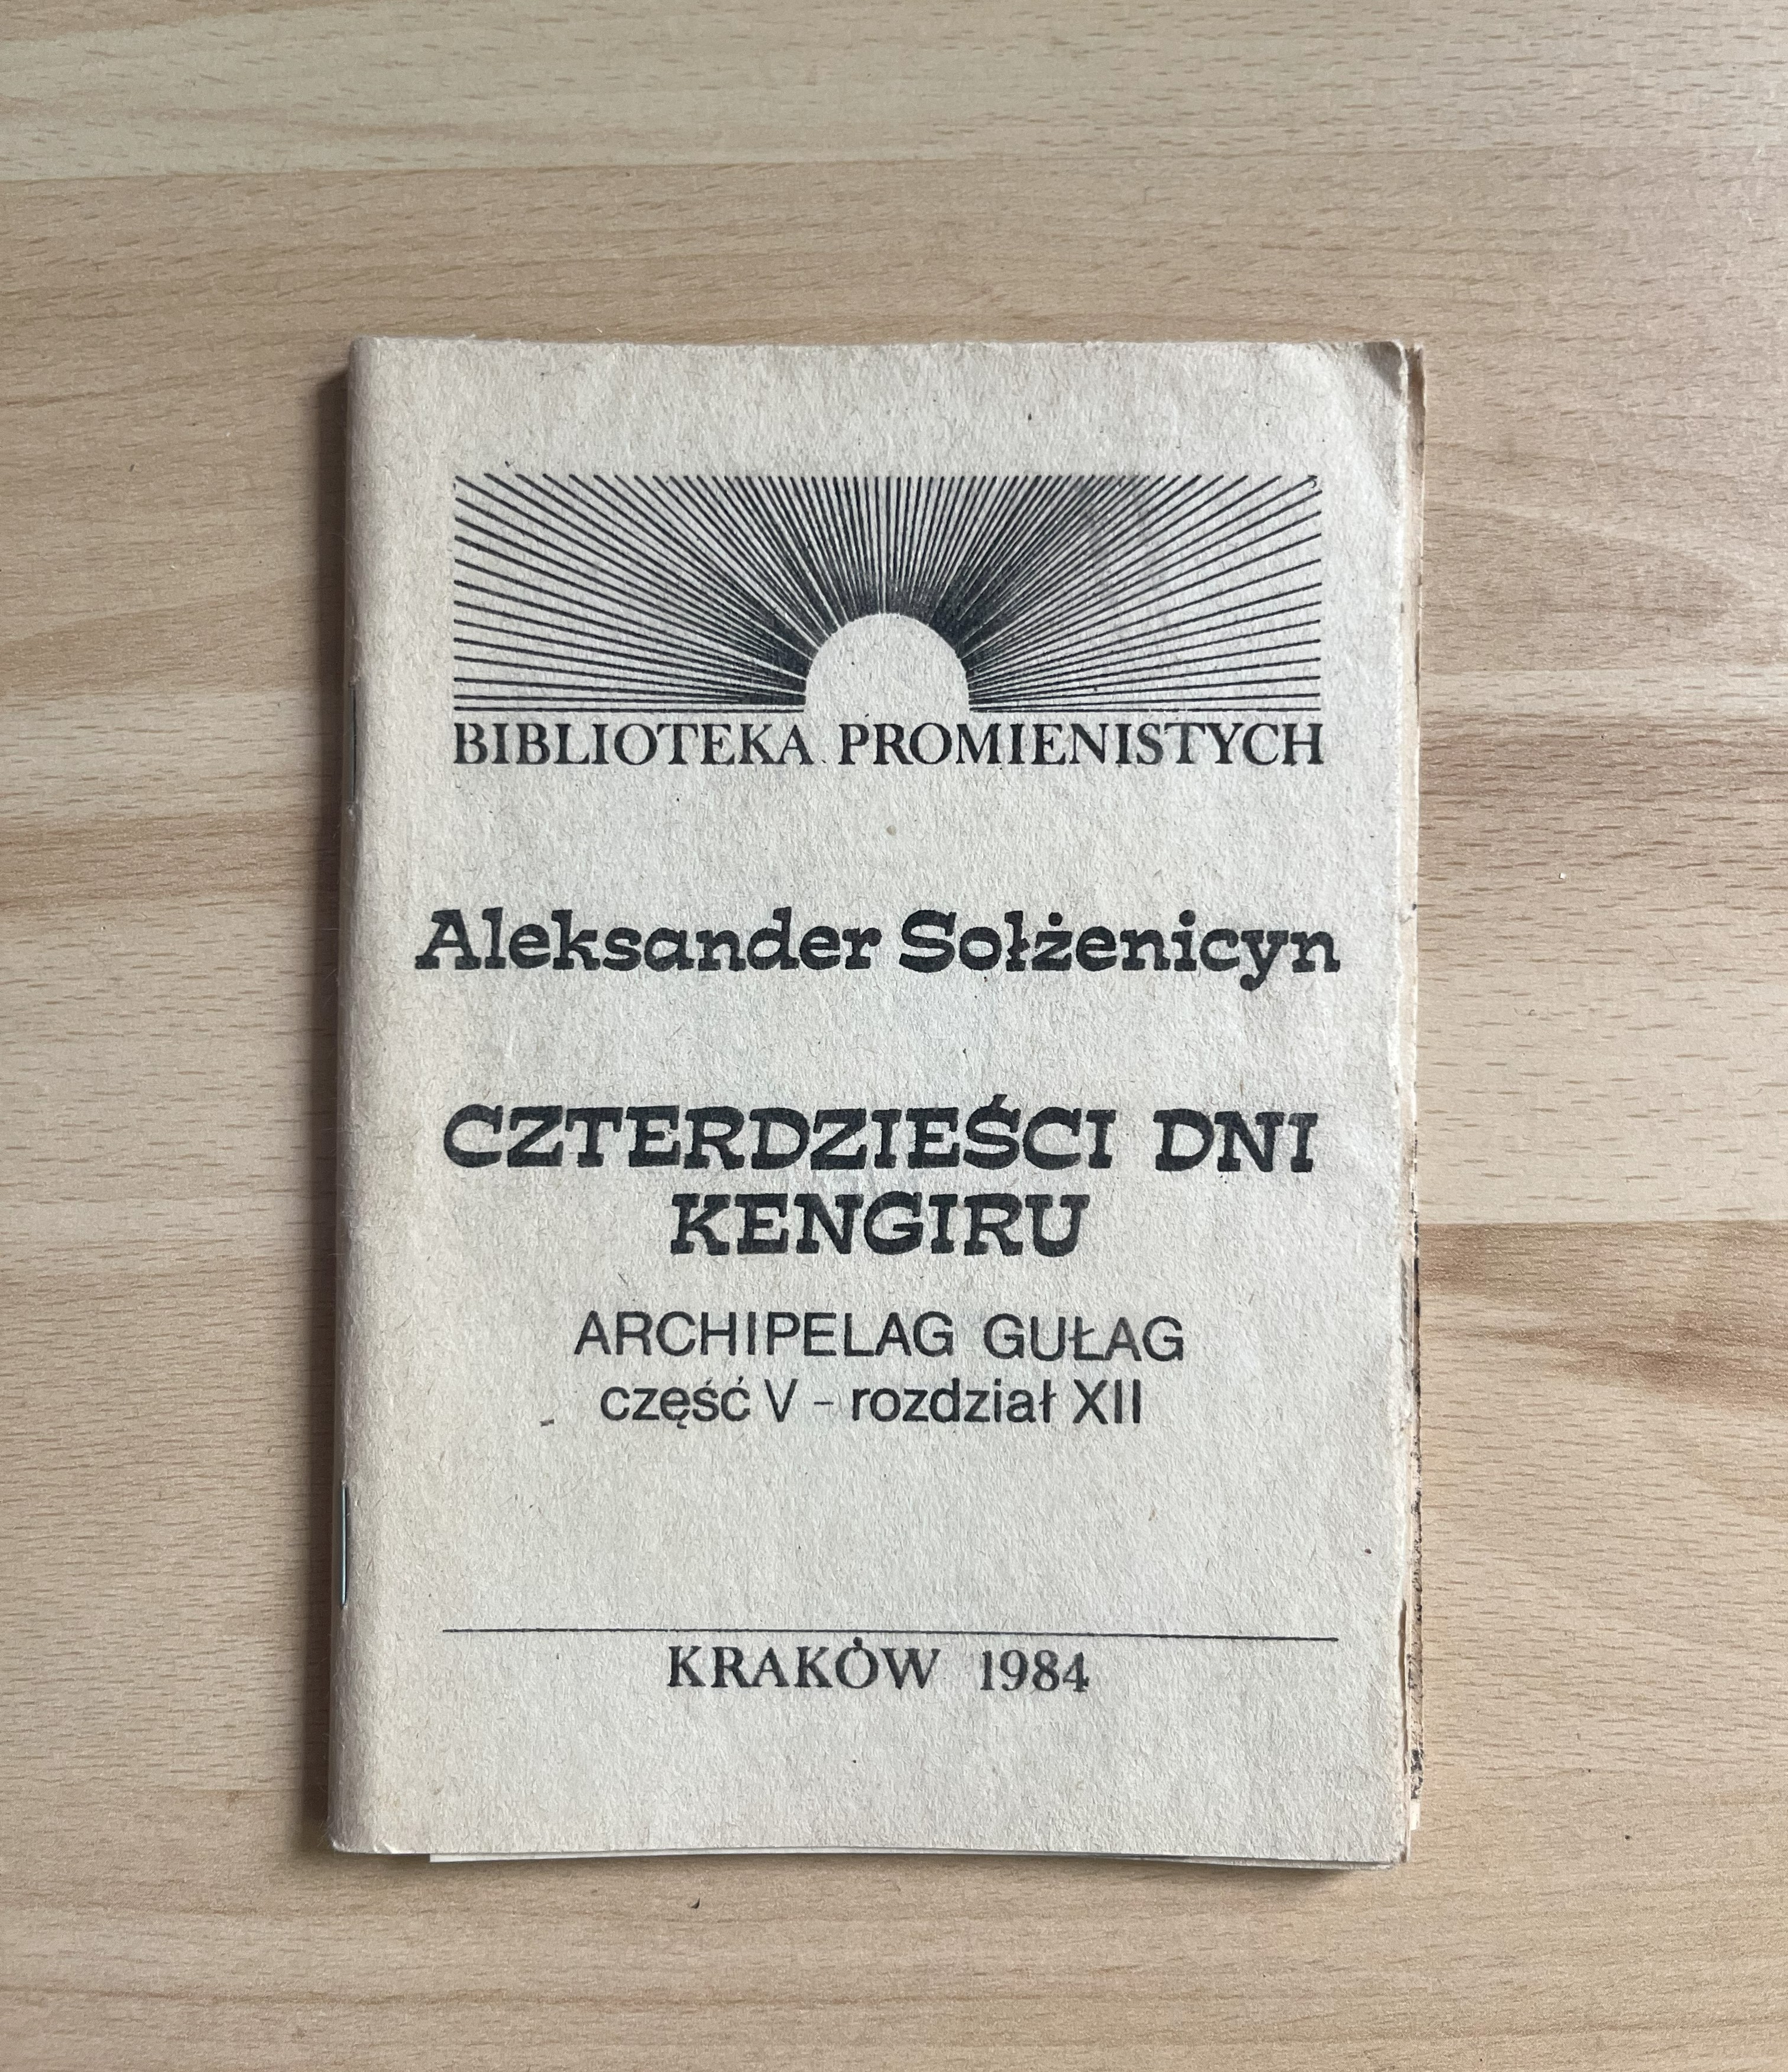 BIBLIOTEKA PROMIENISTYCH
Aleksander Sołżenicyn
CZTERDZIEŚCI DNI
KENGIRU
ARCHIPELAG GUŁAG
część V - rozdział XII
KRAKÓW 1984